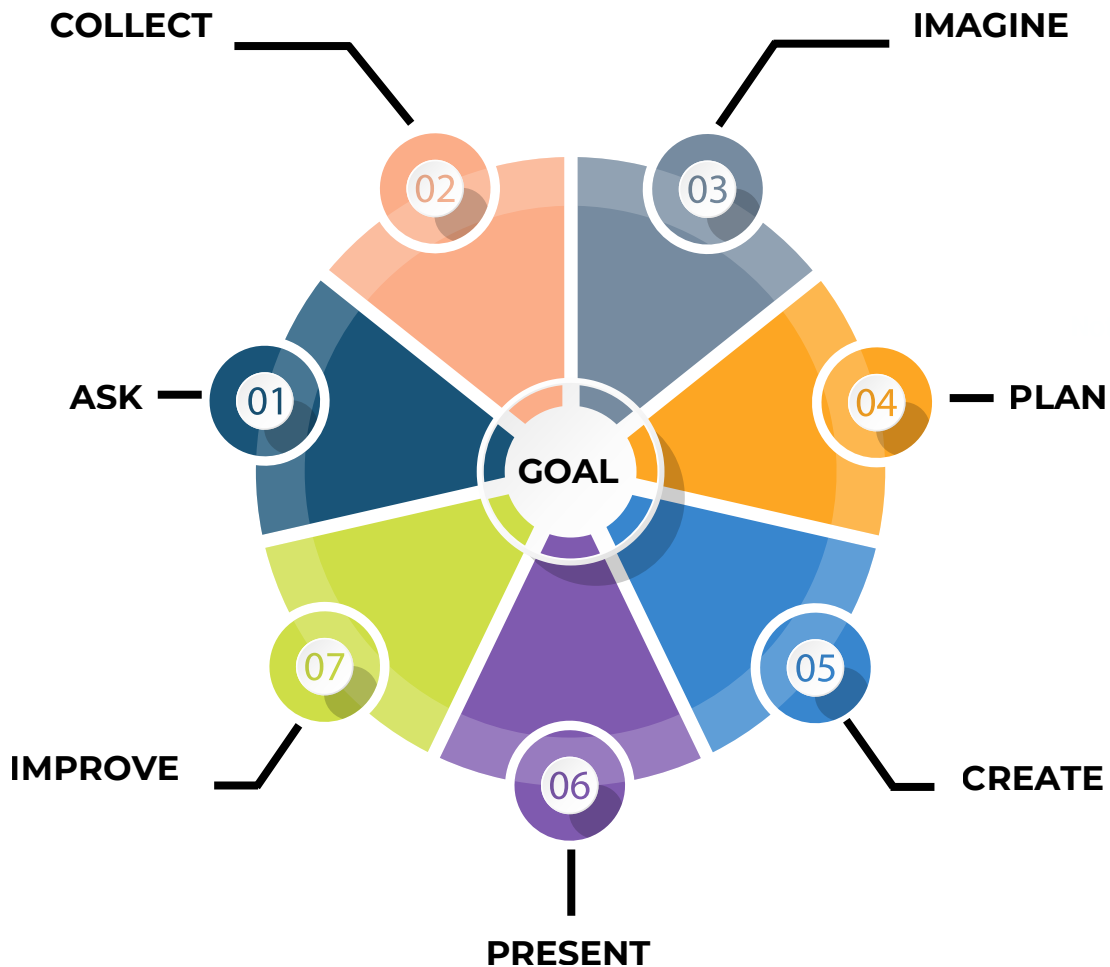 COLLECT
IMAGINE
02
03
ASK
01
04
PLAN
GOAL
07
05
IMPROVE
06
CREATE
PRESENT